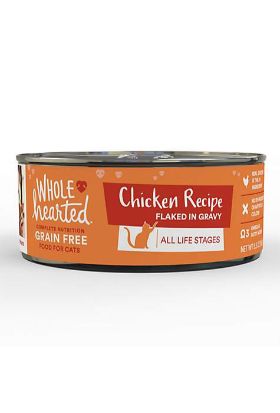 WHOLE
hearted
COMPLETE NUTRITION
GRAIN FREE
FOOD FOR CATS
Chicken Recipe
FLAKED IN GRAVY
ALL LIFE STAGES